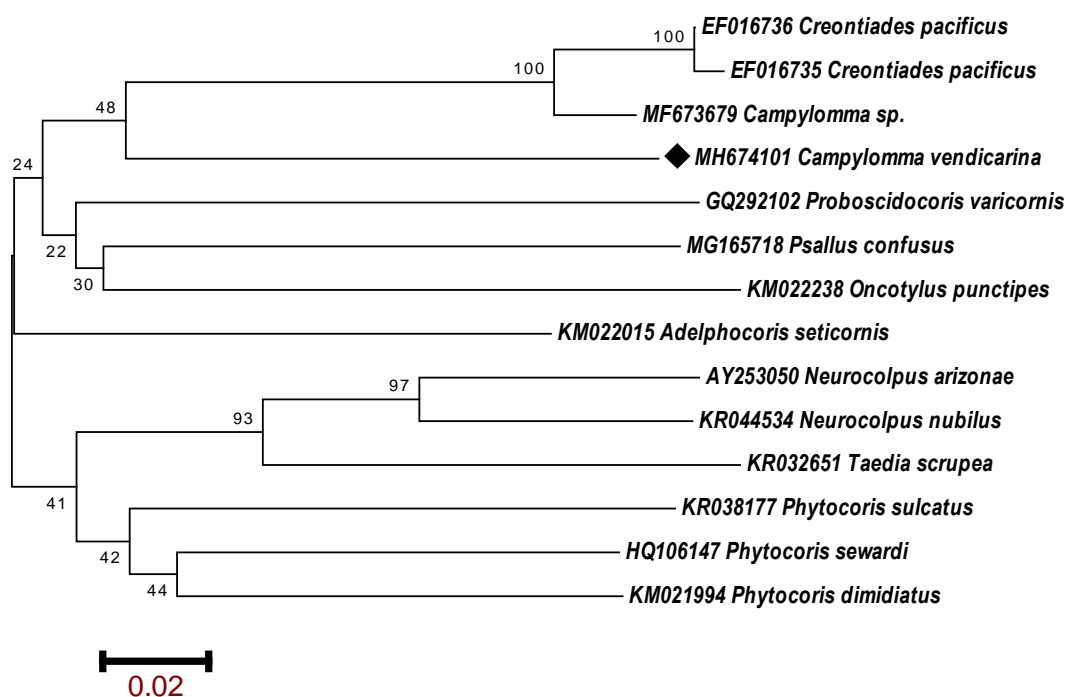 EF016736 Creontiades pacificus
100
EF016735 Creontiades pacificus
100
MF673679 Campylomma sp.
48
MH674101 Campylomma vendicarina
24
GQ292102 Proboscidocoris varicornis
22
MG165718 Psallus confusus
30
KM022238 Oncotylus punctipes
KM022015 Adelphocoris seticornis
AY253050 Neurocolpus arizonae
97
KR044534 Neurocolpus nubilus
93
KR032651 Taedia scrupea
41
KR038177 Phytocoris sulcatus
42
HQ106147 Phytocoris sewardi
44
KM021994 Phytocoris dimidiatus
0.02